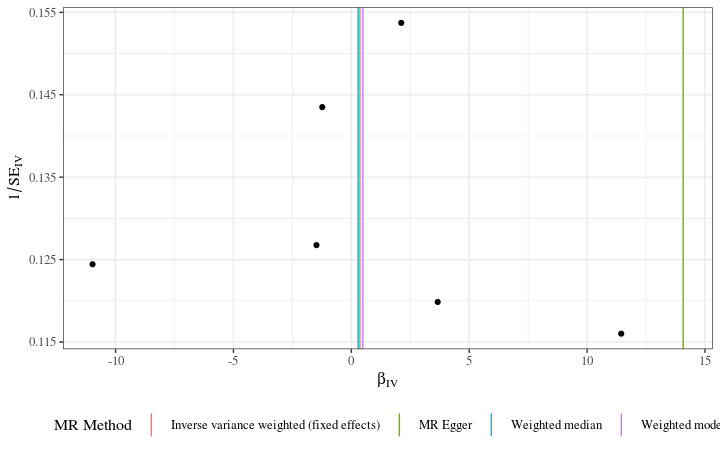 0.155
0.145
0.135
0.125
0.115
1/SE_IV
-10 -5 0 5 10 15
β_IV
MR Method Inverse variance weighted (fixed effects) MR Egger Weighted median Weighted mode